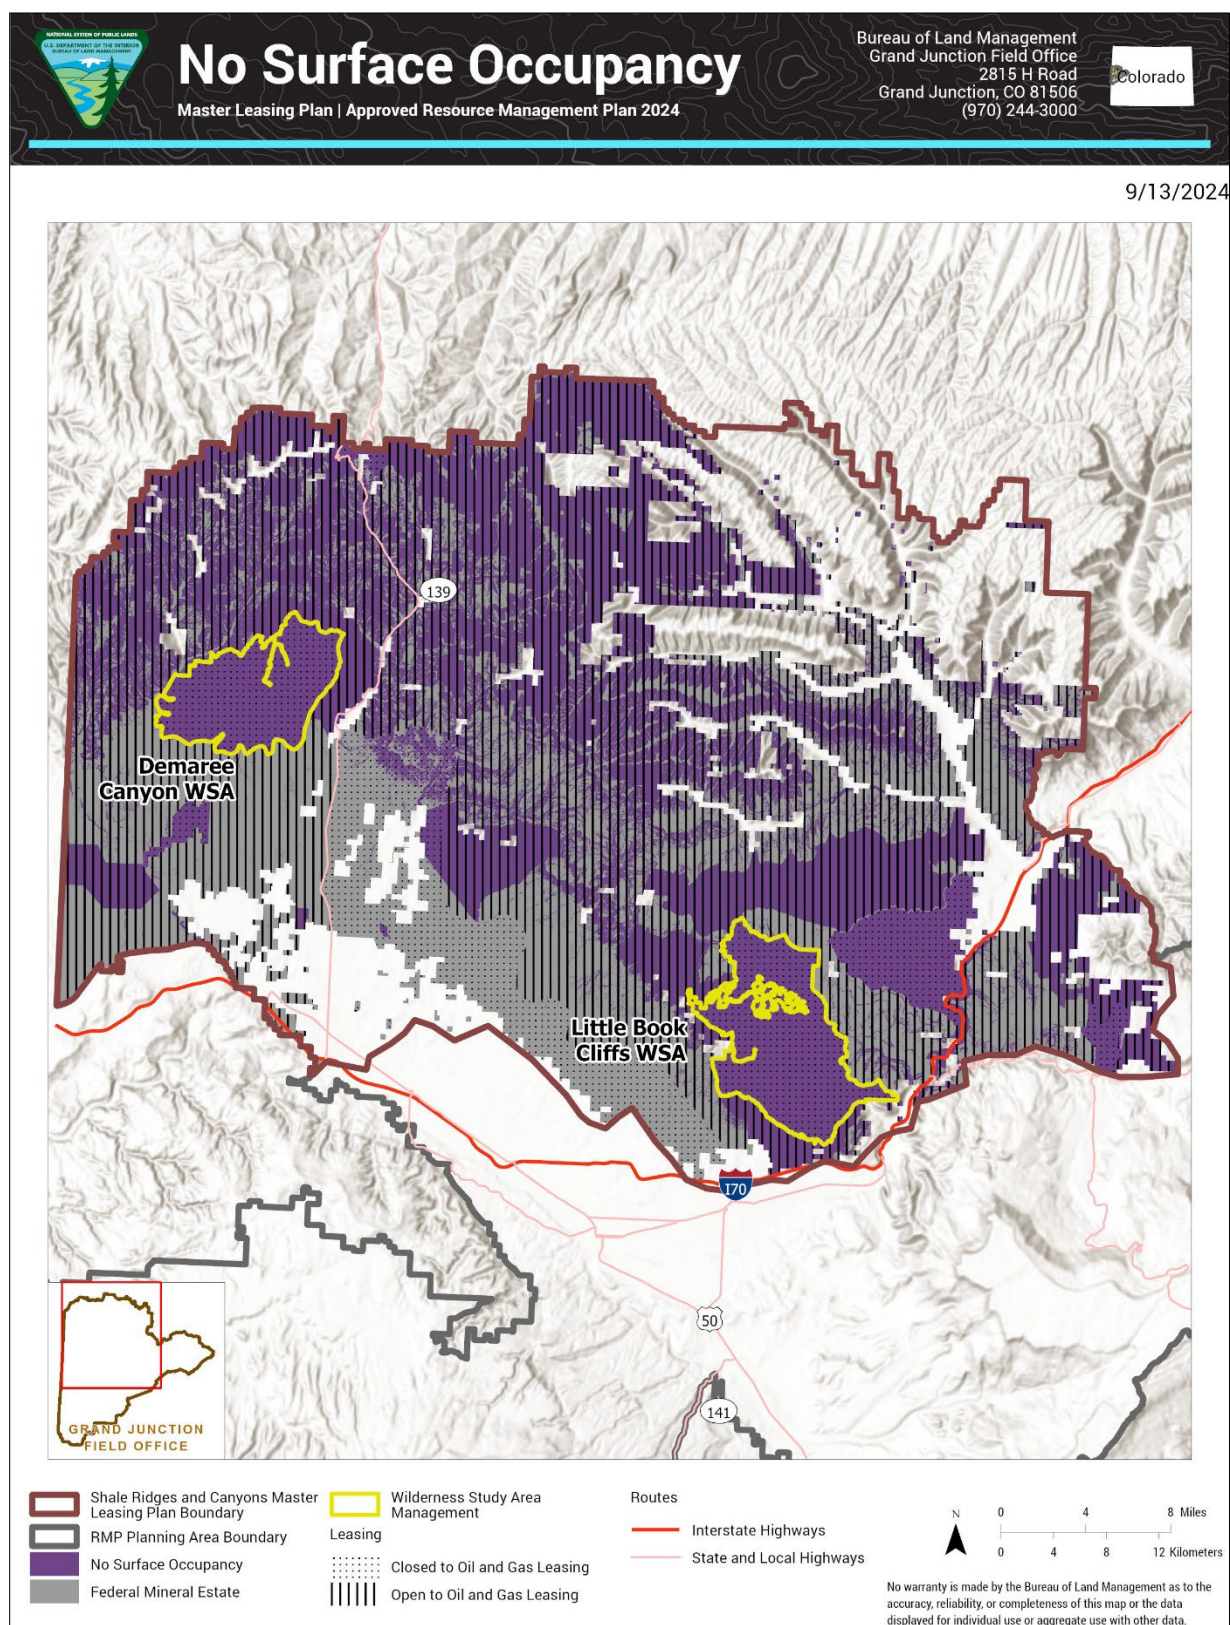 NATIONAL SYSTEM OF PUBLIC LANDS
U.S. DEPARTMENT OF THE INTERIOR
BUREAU OF LAND MANAGEMENT
No Surface Occupancy
Master Leasing Plan | Approved Resource Management Plan 2024
Bureau of Land Management
Grand Junction Field Office
2815 H Road
Grand Junction, CO 81506
(970) 244-3000
Colorado
9/13/2024
139
Demaree
Canyon WSA
Little Book
Cliffs WSA
I70
50
141
GRAND JUNCTION
FIELD OFFICE
Shale Ridges and Canyons Master
Leasing Plan Boundary
RMP Planning Area Boundary
No Surface Occupancy
Federal Mineral Estate
Wilderness Study Area
Management
Leasing
Closed to Oil and Gas Leasing
Open to Oil and Gas Leasing
Routes
Interstate Highways
State and Local Highways
N
0 4 8 Miles
0 4 8 12 Kilometers
No warranty is made by the Bureau of Land Management as to the
accuracy, reliability, or completeness of this map or the data
displayed for individual use or aggregate use with other data.